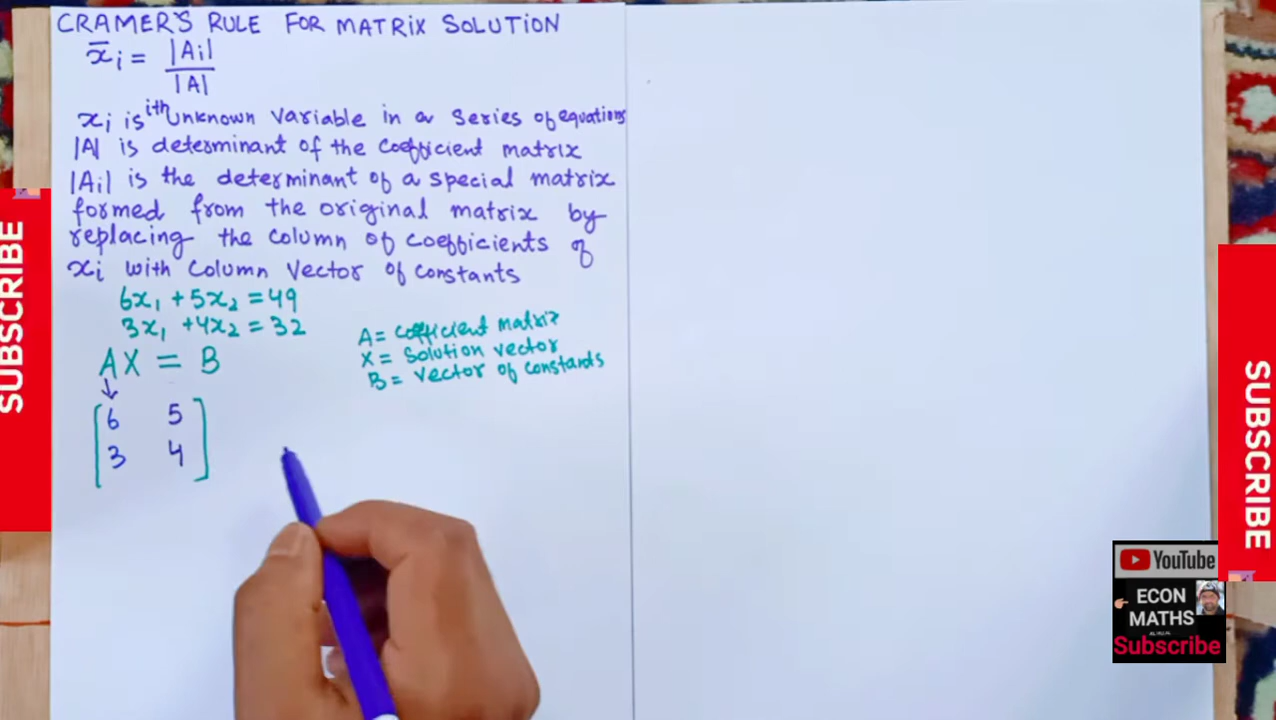 CRAMER'S RULE FOR MATRIX SOLUTION
x̄i = |Ai| / |A|
xi is ith unknown variable in a series of equations
|A| is determinant of the coefficient matrix
|Ai| is the determinant of a special matrix
formed from the original matrix by
replacing the column of coefficients of
xi with column vector of constants
6x₁ + 5x₂ = 49
3x₁ + 4x₂ = 32
AX = B
A = coefficient matrix
X = Solution vector
B = Vector of constants
6 5
3 4
SUBSCRIBE
SUBSCRIBE
YouTube
ECON
MATHS
Subscribe